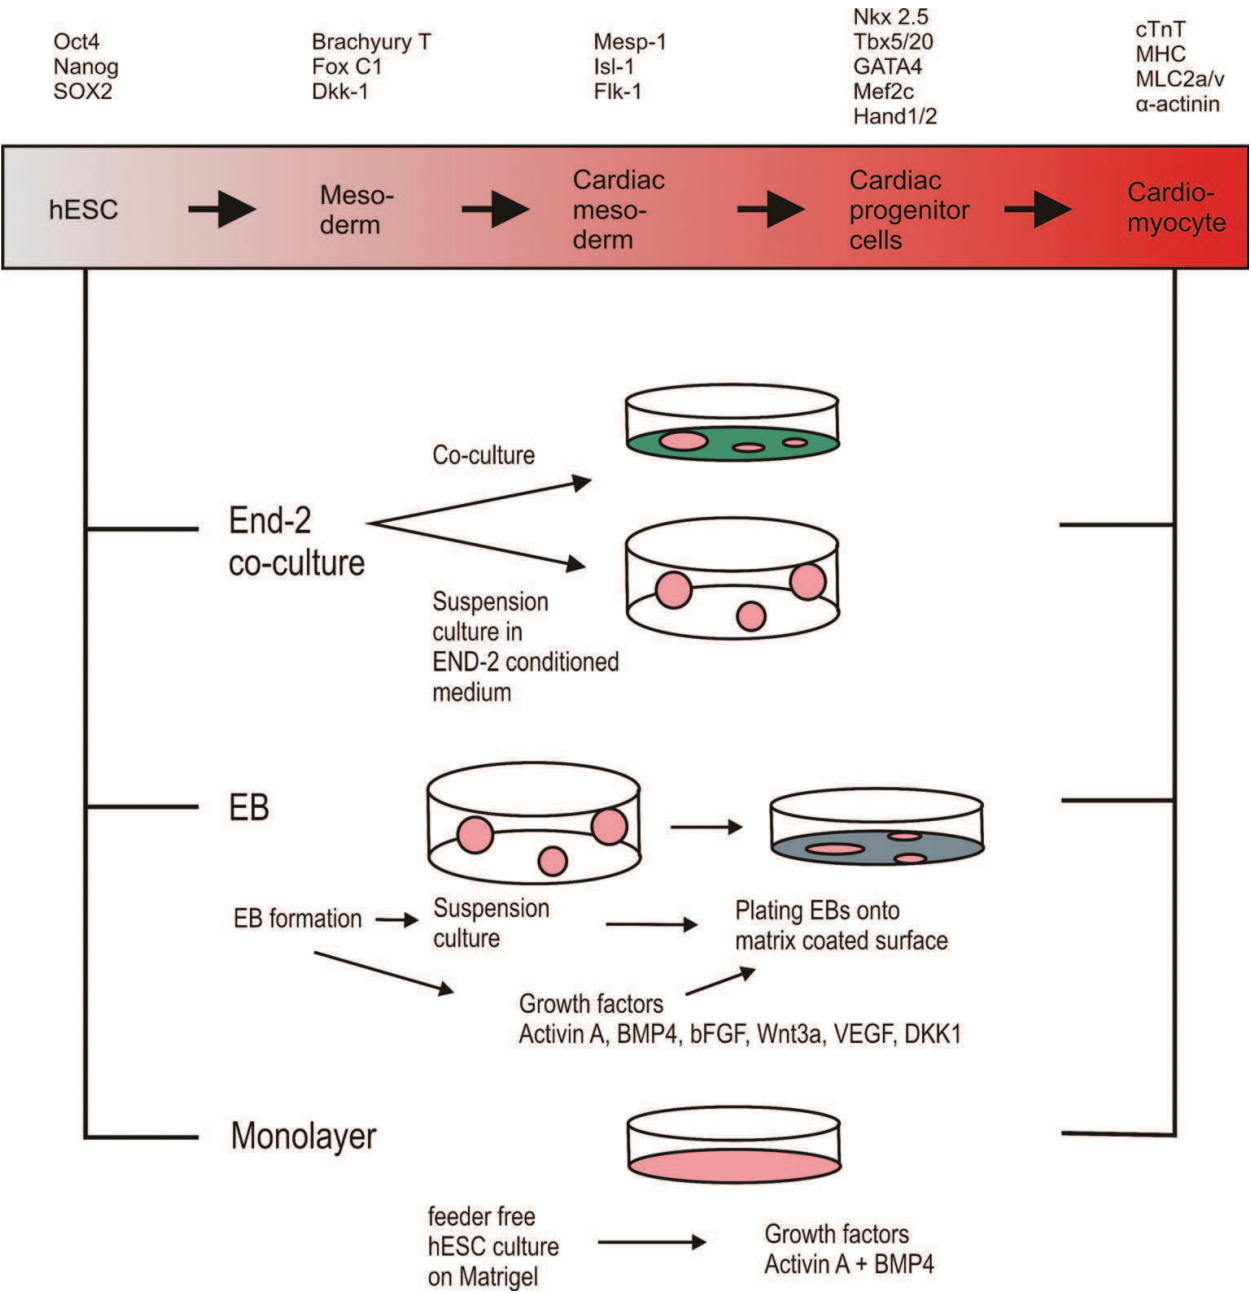 Oct4
Nanog
SOX2
Brachyury T
Fox C1
Dkk-1
Mesp-1
Isl-1
Flk-1
Nkx 2.5
Tbx5/20
GATA4
Mef2c
Hand1/2
cTnT
MHC
MLC2a/v
α-actinin
hESC
Meso-
derm
Cardiac
meso-
derm
Cardiac
progenitor
cells
Cardio-
myocyte
End-2
co-culture
Co-culture
Suspension
culture in
END-2 conditioned
medium
EB
EB formation
Suspension
culture
Plating EBs onto
matrix coated surface
Growth factors
Activin A, BMP4, bFGF, Wnt3a, VEGF, DKK1
Monolayer
feeder free
hESC culture
on Matrigel
Growth factors
Activin A + BMP4